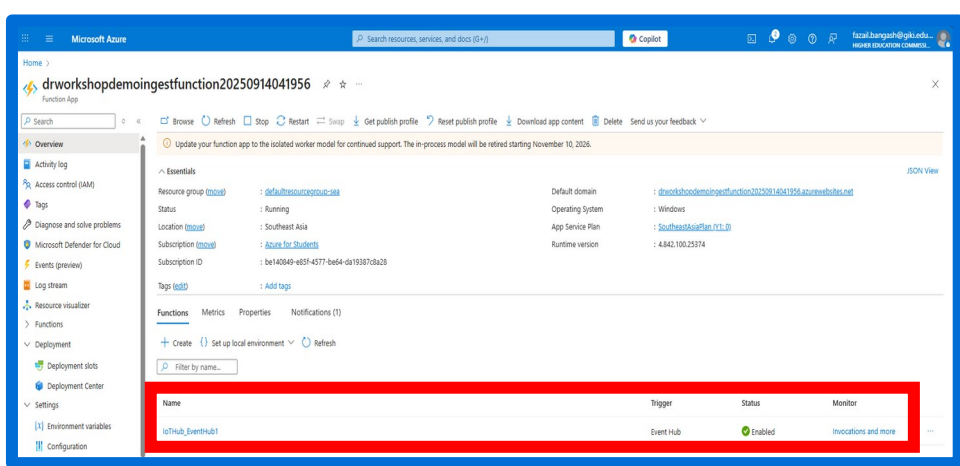 Microsoft Azure
Search resources, services, and docs (G+/)
Copilot
fazail.bangash@giki.edu...
HIGHER EDUCATION COMMISSI...
Home >
drworkshopdemoingestfunction20250914041956
Function App
Search
Browse Refresh Stop Restart Swap Get publish profile Reset publish profile Download app content Delete Send us your feedback
Overview
Update your function app to the isolated worker model for continued support. The in-process model will be retired starting November 10, 2026.
Activity log
Access control (IAM)
Tags
Diagnose and solve problems
Microsoft Defender for Cloud
Events (preview)
Log stream
Resource visualizer
Functions
Deployment
Deployment slots
Deployment Center
Settings
Environment variables
Configuration
Essentials
JSON View
Resource group (move) : defaultresourcegroup-sea
Status : Running
Location (move) : Southeast Asia
Subscription (move) : Azure for Students
Subscription ID : be140849-e85f-4577-be64-da19387c8a28
Default domain : drworkshopdemoingestfunction20250914041956.azurewebsites.net
Operating System : Windows
App Service Plan : SoutheastAsiaPlan (Y1: 0)
Runtime version : 4.842.100.25374
Tags (edit) : Add tags
Functions Metrics Properties Notifications (1)
Create Set up local environment Refresh
Filter by name...
Name Trigger Status Monitor
IoTHub_EventHub1 Event Hub Enabled Invocations and more